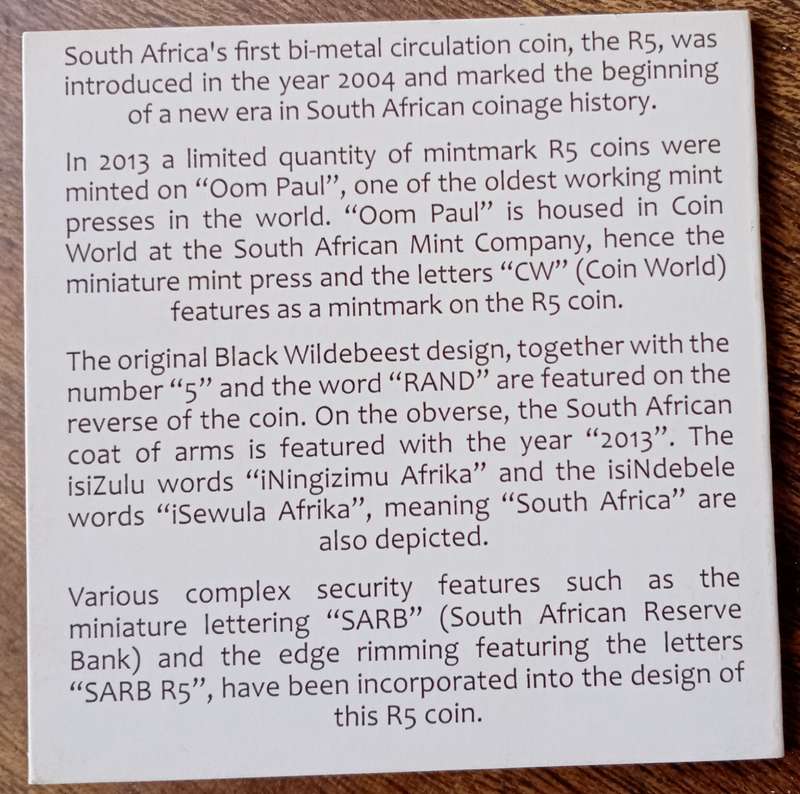 South Africa's first bi-metal circulation coin, the R5, was
introduced in the year 2004 and marked the beginning
of a new era in South African coinage history.
In 2013 a limited quantity of mintmark R5 coins were
minted on “Oom Paul”, one of the oldest working mint
presses in the world. “Oom Paul” is housed in Coin
World at the South African Mint Company, hence the
miniature mint press and the letters “CW” (Coin World)
features as a mintmark on the R5 coin.
The original Black Wildebeest design, together with the
number “5” and the word “RAND” are featured on the
reverse of the coin. On the obverse, the South African
coat of arms is featured with the year “2013”. The
isiZulu words “iNingizimu Afrika” and the isiNdebele
words “iSewula Afrika”, meaning “South Africa” are
also depicted.
Various complex security features such as the
miniature lettering “SARB” (South African Reserve
Bank) and the edge rimming featuring the letters
“SARB R5”, have been incorporated into the design of
this R5 coin.